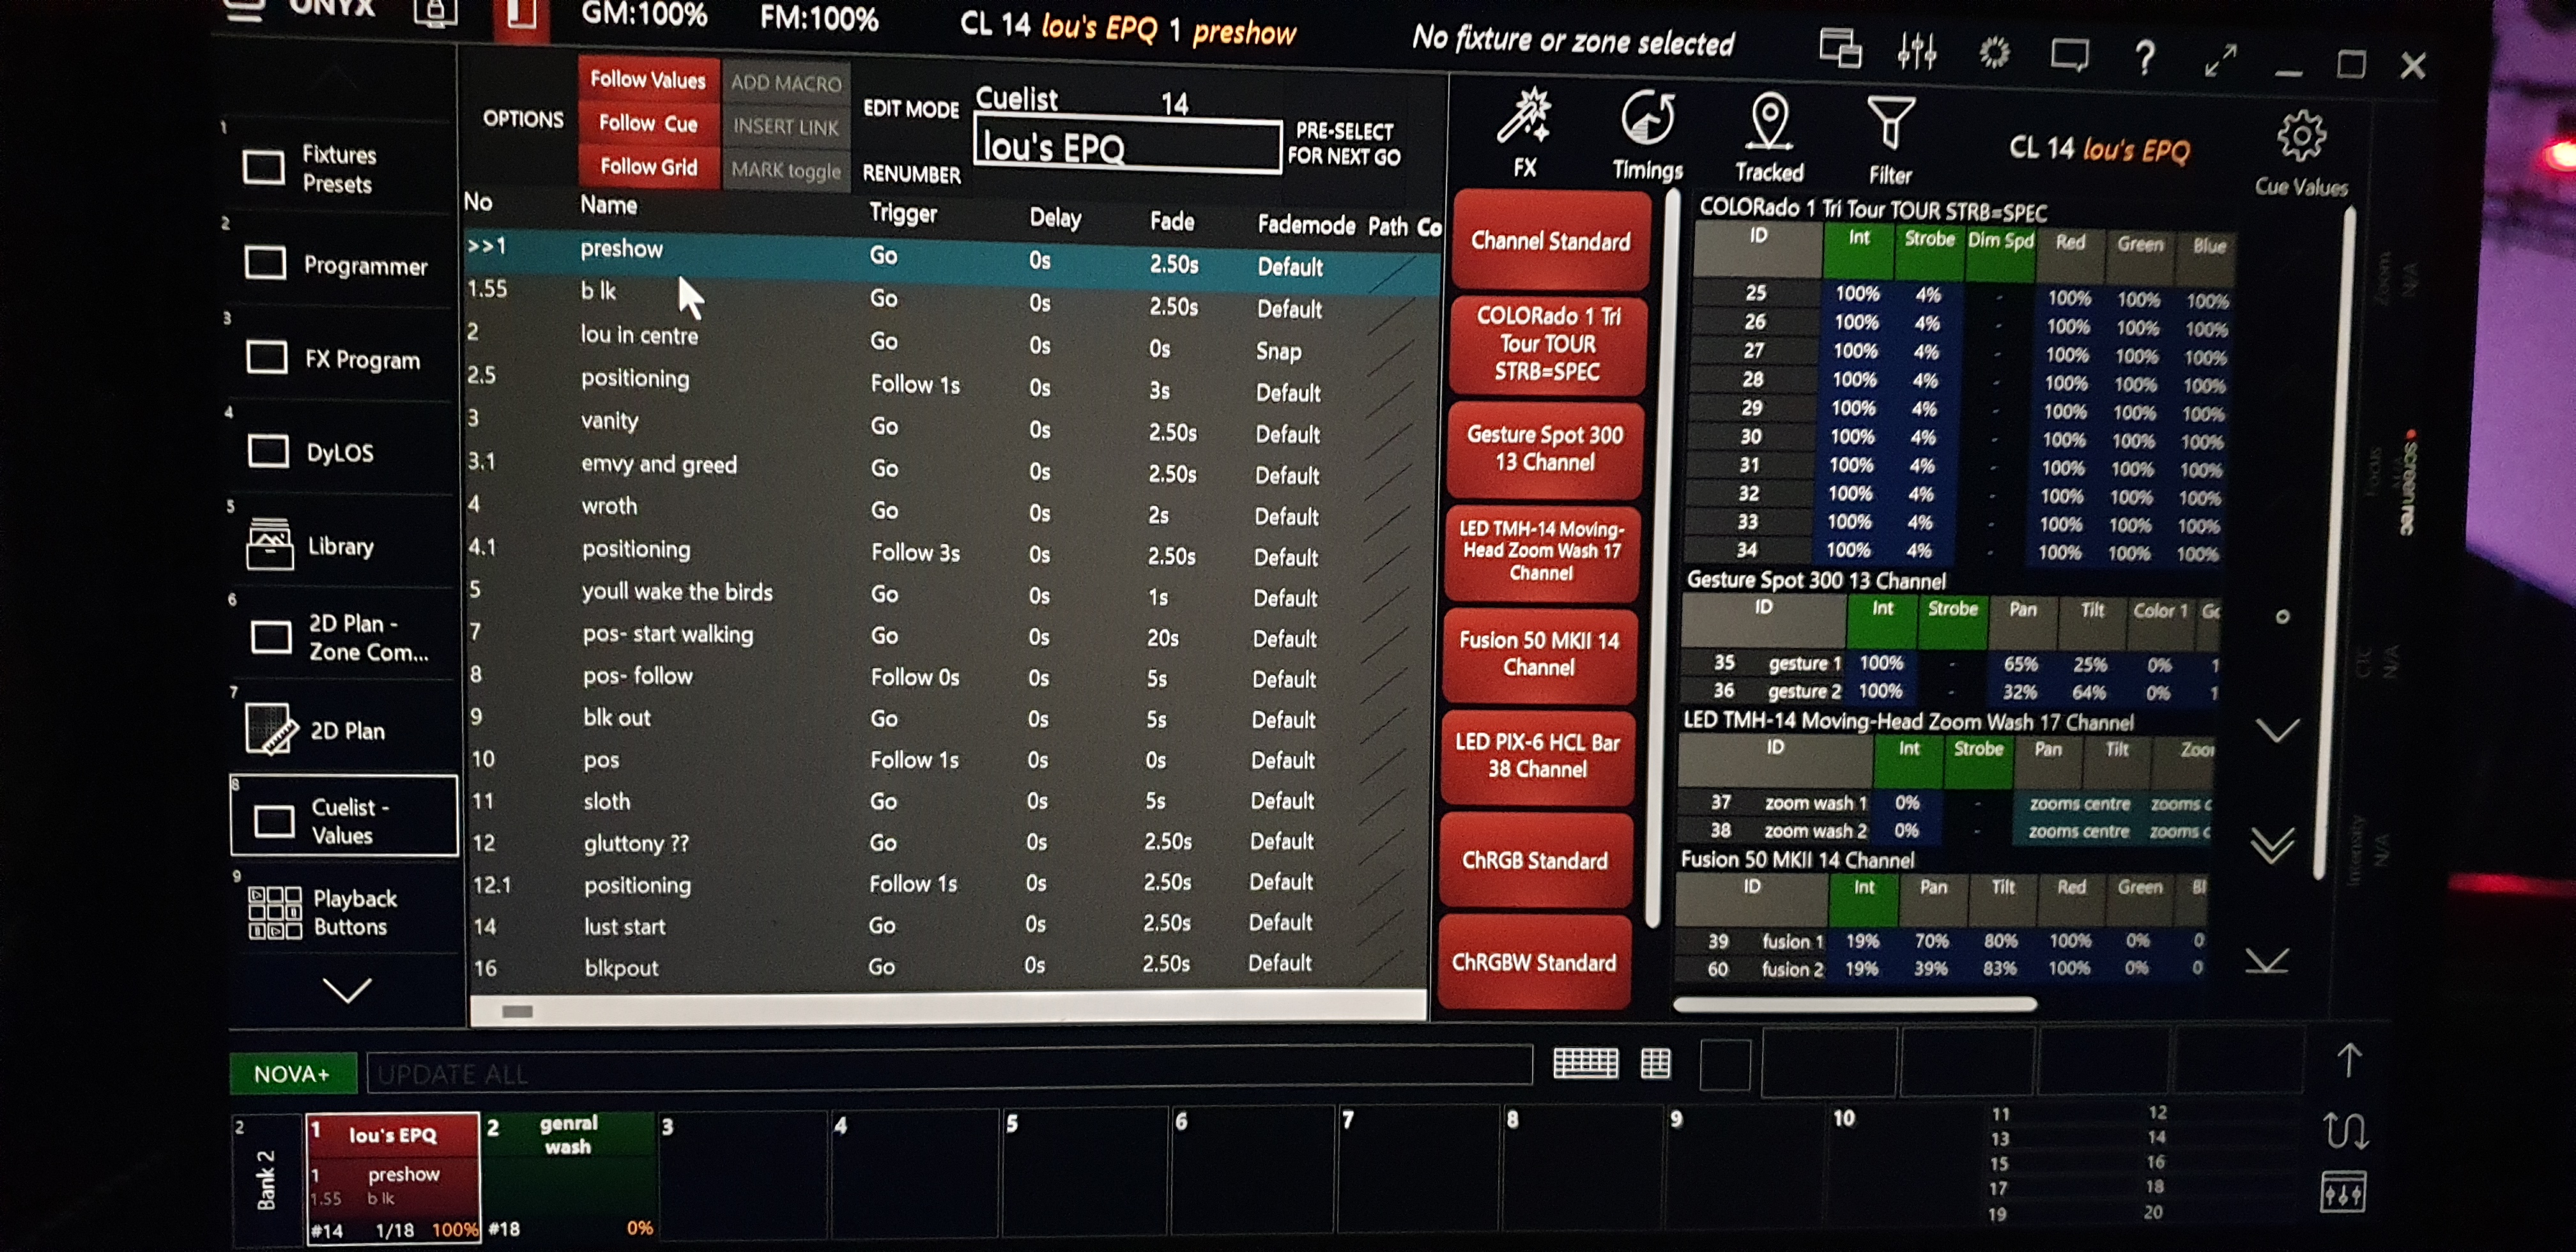 ONYX GM:100% FM:100% CL 14 lou's EPQ 1 preshow No fixture or zone selected ?
OPTIONS
Follow Values
Follow Cue
Follow Grid
ADD MACRO
INSERT LINK
MARK toggle
EDIT MODE
RENUMBER
Cuelist 14
lou's EPQ
PRE-SELECT
FOR NEXT GO
FX
Timings
Tracked
Filter
CL 14 lou's EPQ
Cue Values
1
Fixtures
Presets
2
Programmer
3
FX Program
4
DyLOS
5
Library
6
2D Plan -
Zone Com...
7
2D Plan
8
Cuelist -
Values
9
Playback
Buttons
No Name Trigger Delay Fade Fademode Path Co
>>1 preshow Go 0s 2.50s Default
1.55 b lk Go 0s 2.50s Default
2 lou in centre Go 0s 0s Snap
2.5 positioning Follow 1s 0s 3s Default
3 vanity Go 0s 2.50s Default
3.1 emvy and greed Go 0s 2.50s Default
4 wroth Go 0s 2s Default
4.1 positioning Follow 3s 0s 2.50s Default
5 youll wake the birds Go 0s 1s Default
7 pos- start walking Go 0s 20s Default
8 pos- follow Follow 0s 0s 5s Default
9 blk out Go 0s 5s Default
10 pos Follow 1s 0s 0s Default
11 sloth Go 0s 5s Default
12 gluttony ?? Go 0s 2.50s Default
12.1 positioning Follow 1s 0s 2.50s Default
14 lust start Go 0s 2.50s Default
16 blkpout Go 0s 2.50s Default
Channel Standard
COLORado 1 Tri
Tour TOUR
STRB=SPEC
Gesture Spot 300
13 Channel
LED TMH-14 Moving-
Head Zoom Wash 17
Channel
Fusion 50 MKII 14
Channel
LED PIX-6 HCL Bar
38 Channel
ChRGB Standard
ChRGBW Standard
COLORado 1 Tri Tour TOUR STRB=SPEC
ID Int Strobe Dim Spd Red Green Blue
25 100% 4% - 100% 100% 100%
26 100% 4% - 100% 100% 100%
27 100% 4% - 100% 100% 100%
28 100% 4% - 100% 100% 100%
29 100% 4% - 100% 100% 100%
30 100% 4% - 100% 100% 100%
31 100% 4% - 100% 100% 100%
32 100% 4% - 100% 100% 100%
33 100% 4% - 100% 100% 100%
34 100% 4% - 100% 100% 100%
Gesture Spot 300 13 Channel
ID Int Strobe Pan Tilt Color 1 Go
35 gesture 1 100% - 65% 25% 0% 1
36 gesture 2 100% - 32% 64% 0% 1
LED TMH-14 Moving-Head Zoom Wash 17 Channel
ID Int Strobe Pan Tilt Zoom
37 zoom wash 1 0% - zooms centre zooms c
38 zoom wash 2 0% - zooms centre zooms c
Fusion 50 MKII 14 Channel
ID Int Pan Tilt Red Green Bl
39 fusion 1 19% 70% 80% 100% 0% 0
60 fusion 2 19% 39% 83% 100% 0% 0
Zoom
N/A
Focus
N/A
screenrec
CTC
N/A
Intensity
N/A
NOVA+
UPDATE ALL
2
Bank 2
1 lou's EPQ
1 preshow
1.55 b lk
#14 1/18 100%
2 genral
wash
#18 0%
3
4
5
6
7
8
9
10
11 12
13 14
15 16
17 18
19 20